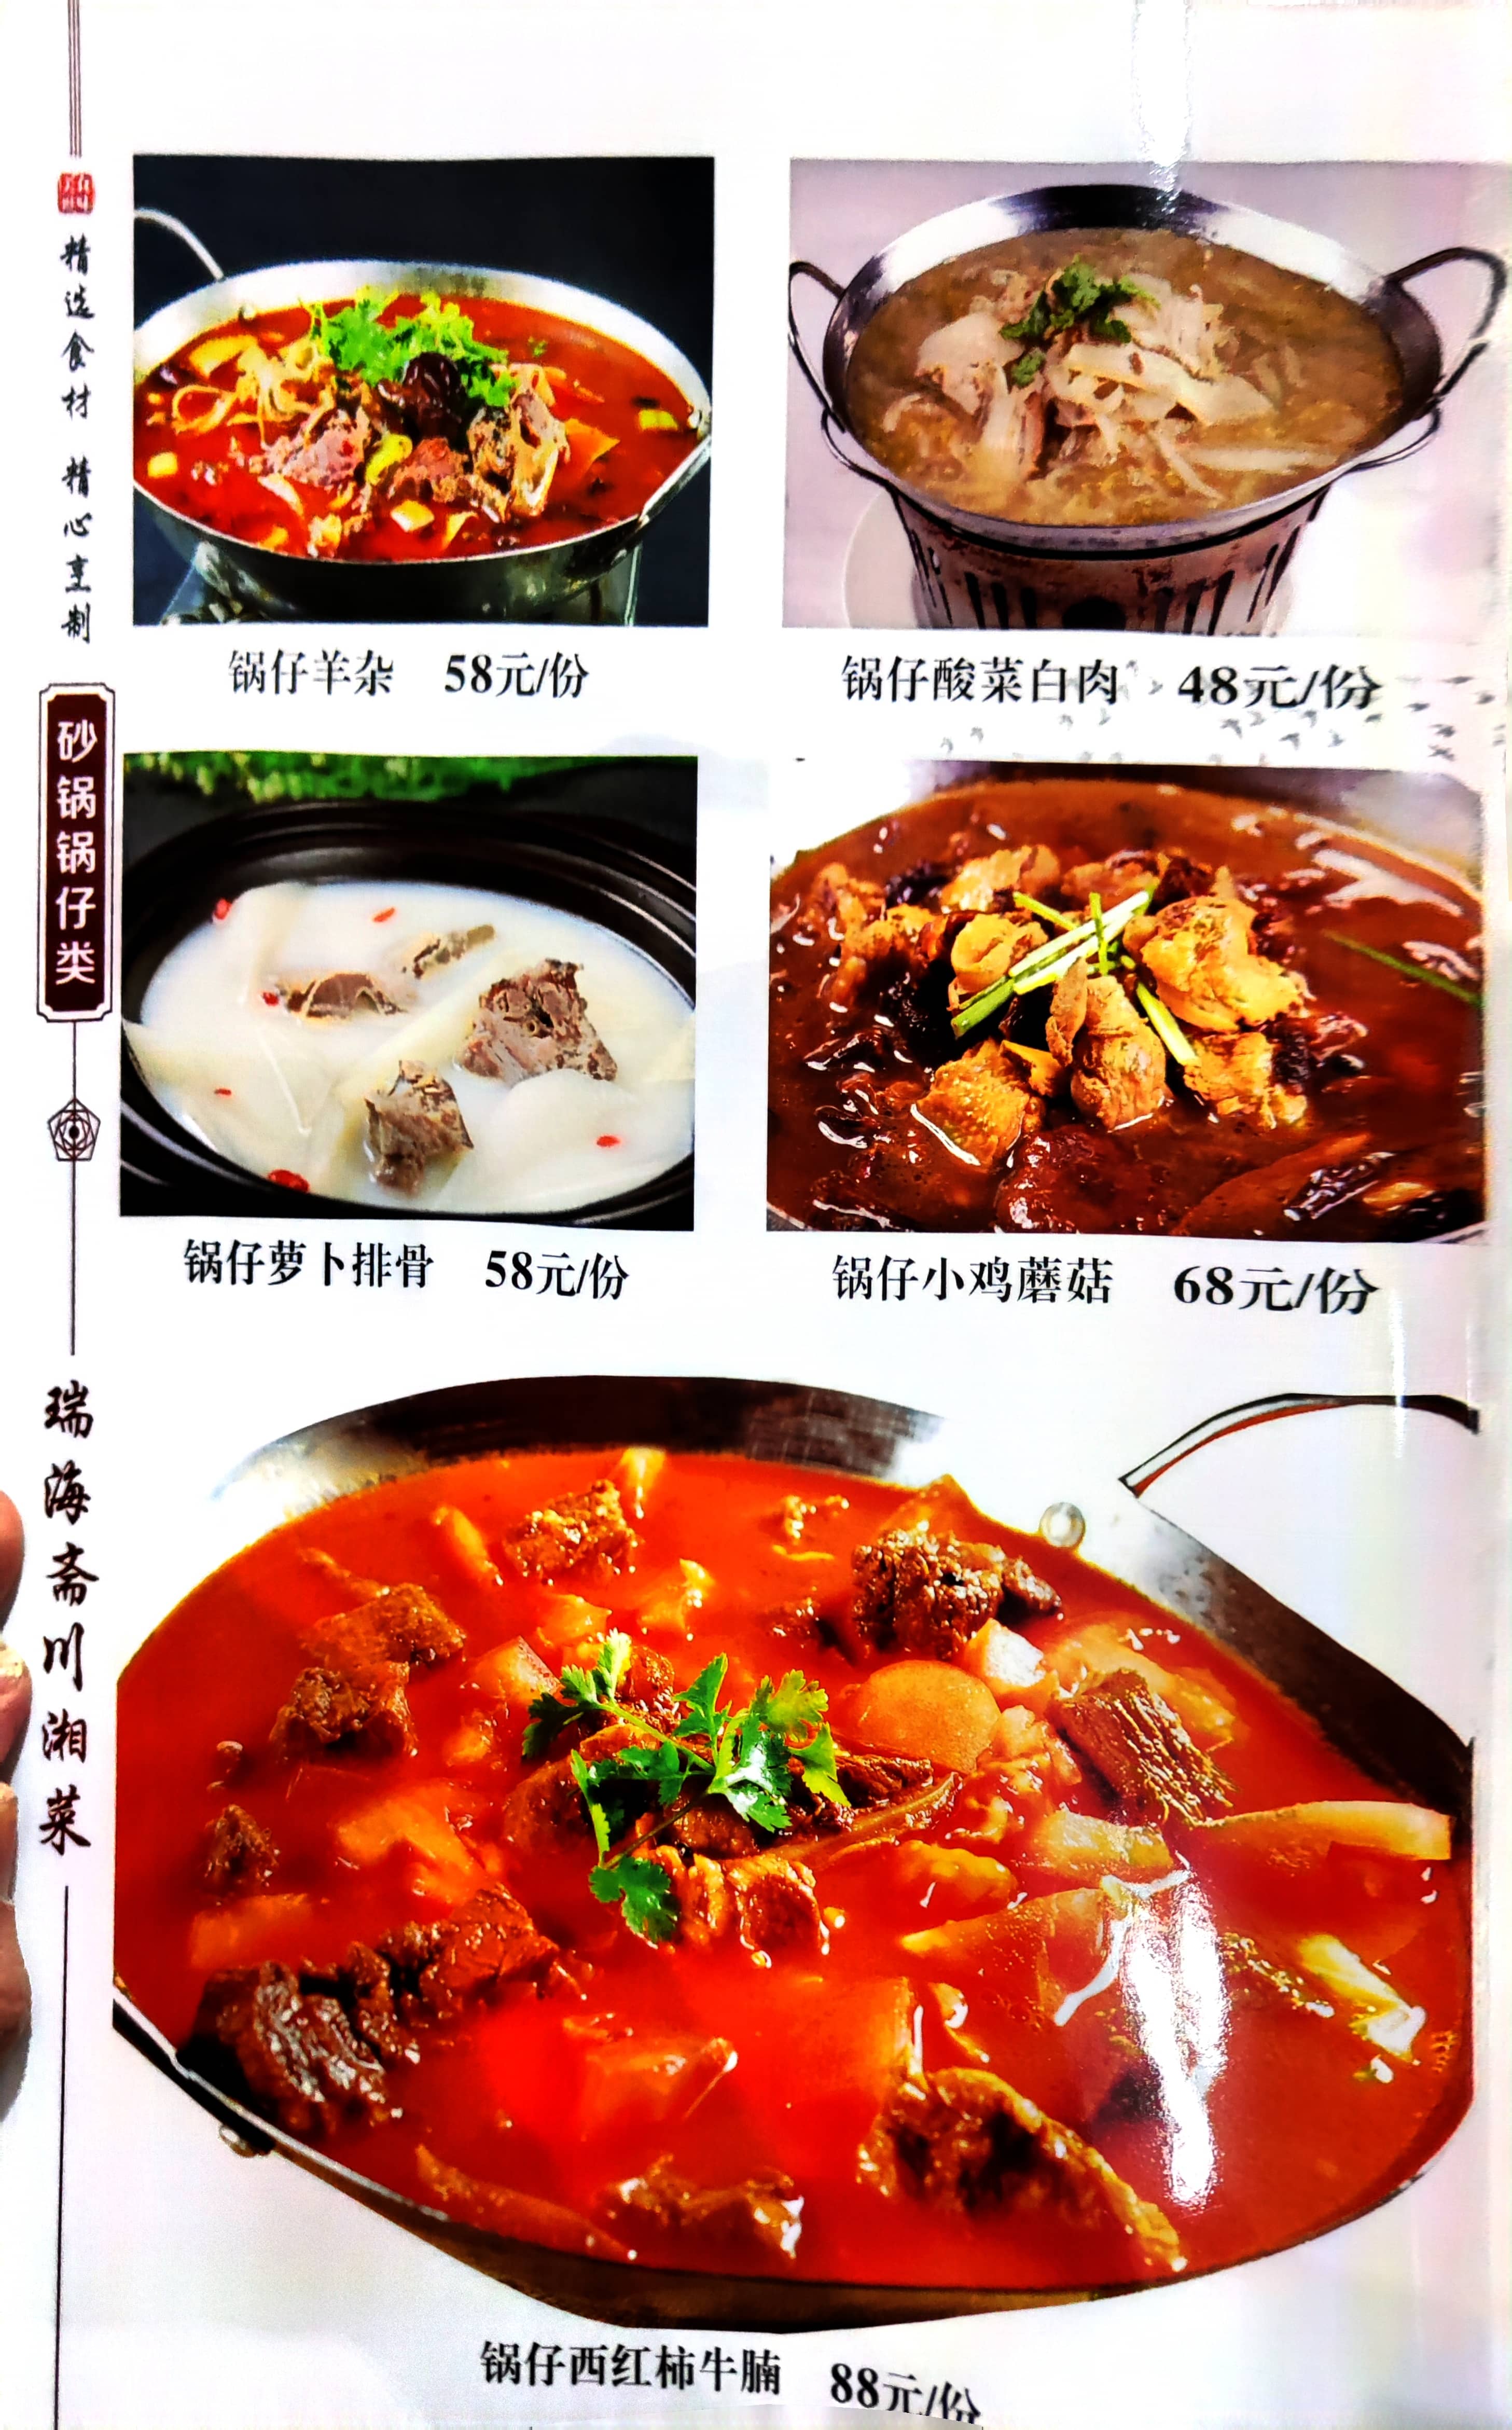 精选食材 精心烹制
砂锅锅仔类
瑞海斋川湘菜
锅仔羊杂 58元/份
锅仔酸菜白肉 48元/份
锅仔萝卜排骨 58元/份
锅仔小鸡蘑菇 68元/份
锅仔西红柿牛腩 88元/份